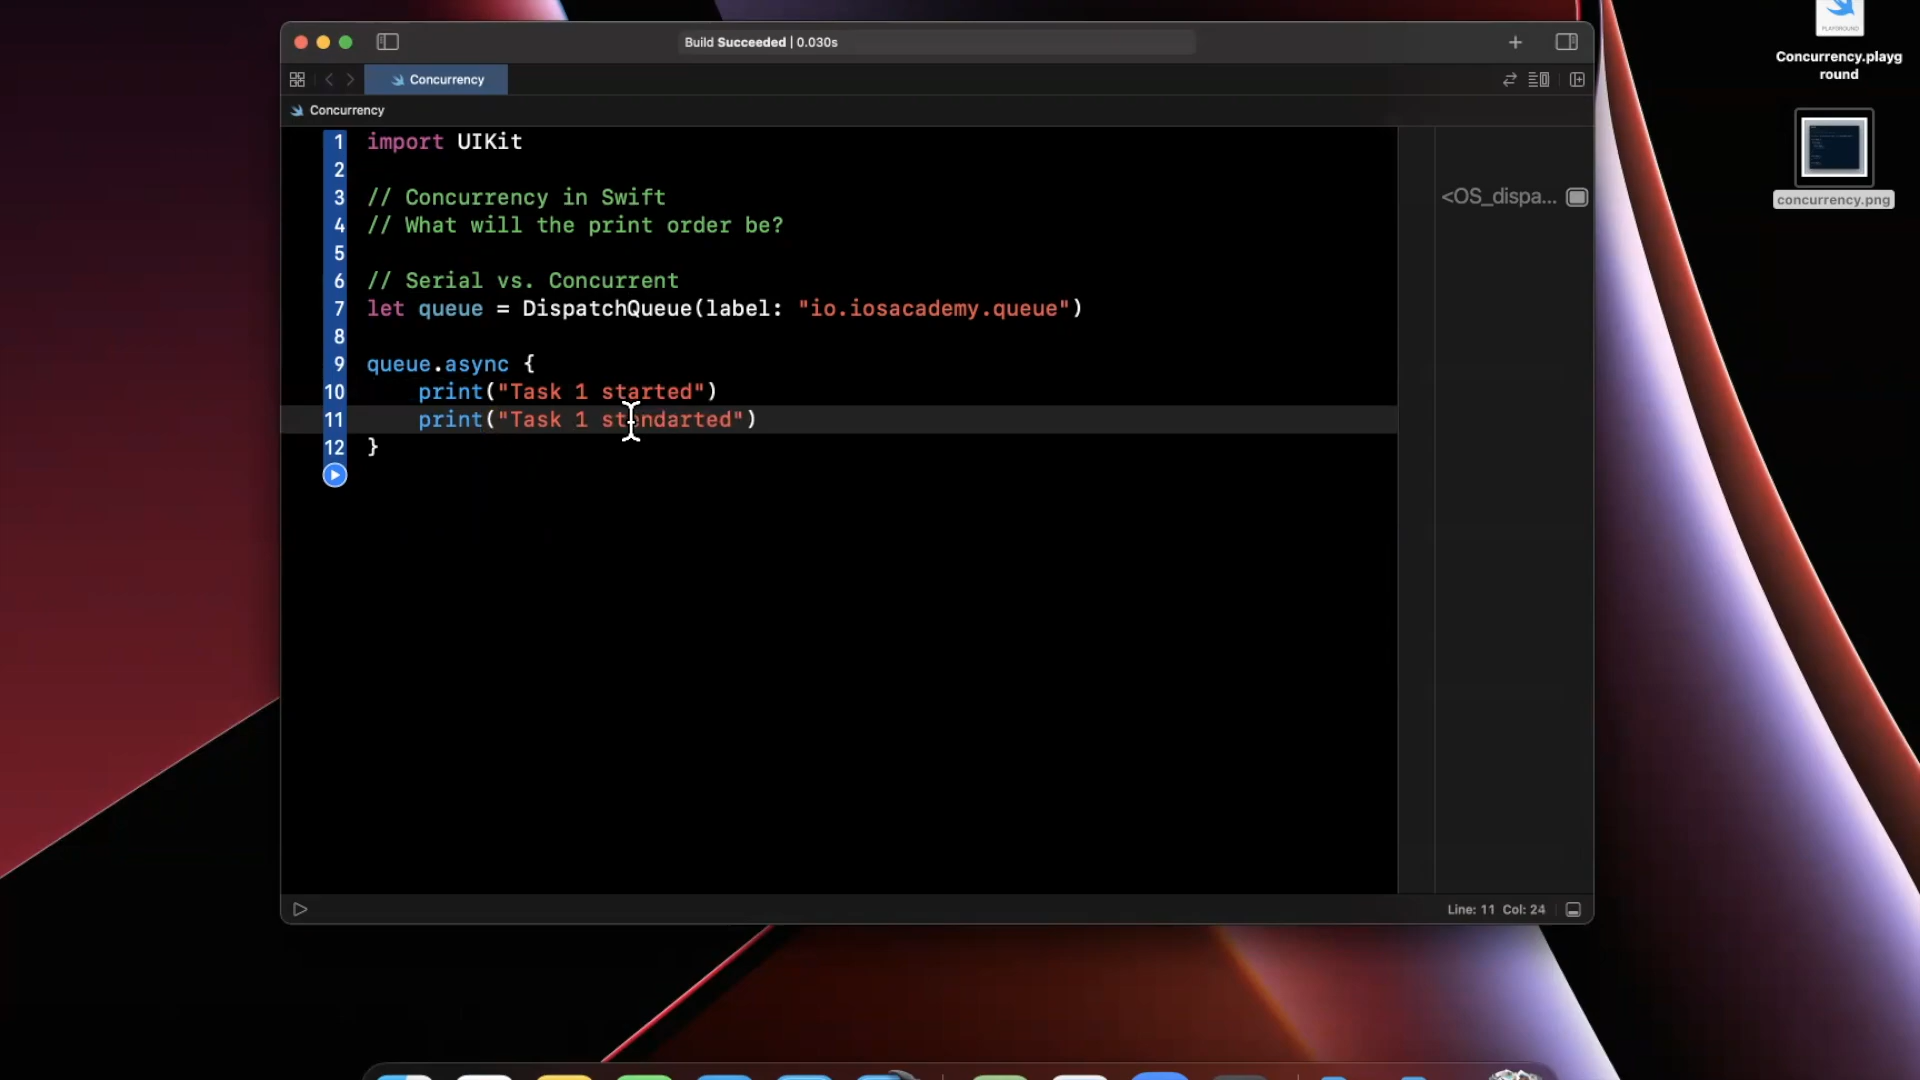 Build Succeeded | 0.030s
Concurrency
Concurrency
1 import UIKit
2
3 // Concurrency in Swift
4 // What will the print order be?
5
6 // Serial vs. Concurrent
7 let queue = DispatchQueue(label: "io.iosacademy.queue")
8
9 queue.async {
10 print("Task 1 started")
11 print("Task 1 stendarted")
12 }
<OS_dispa...
Line: 11 Col: 24
PLAYGROUND
Concurrency.playg
round
concurrency.png